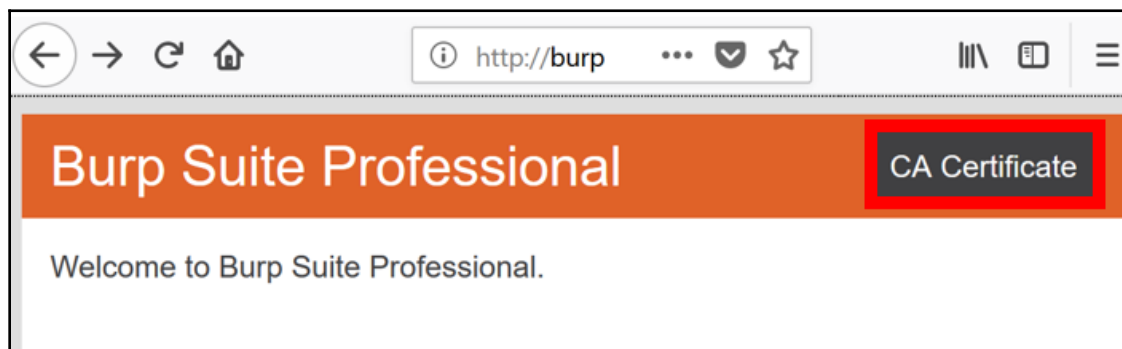 http://burp
Burp Suite Professional
CA Certificate
Welcome to Burp Suite Professional.